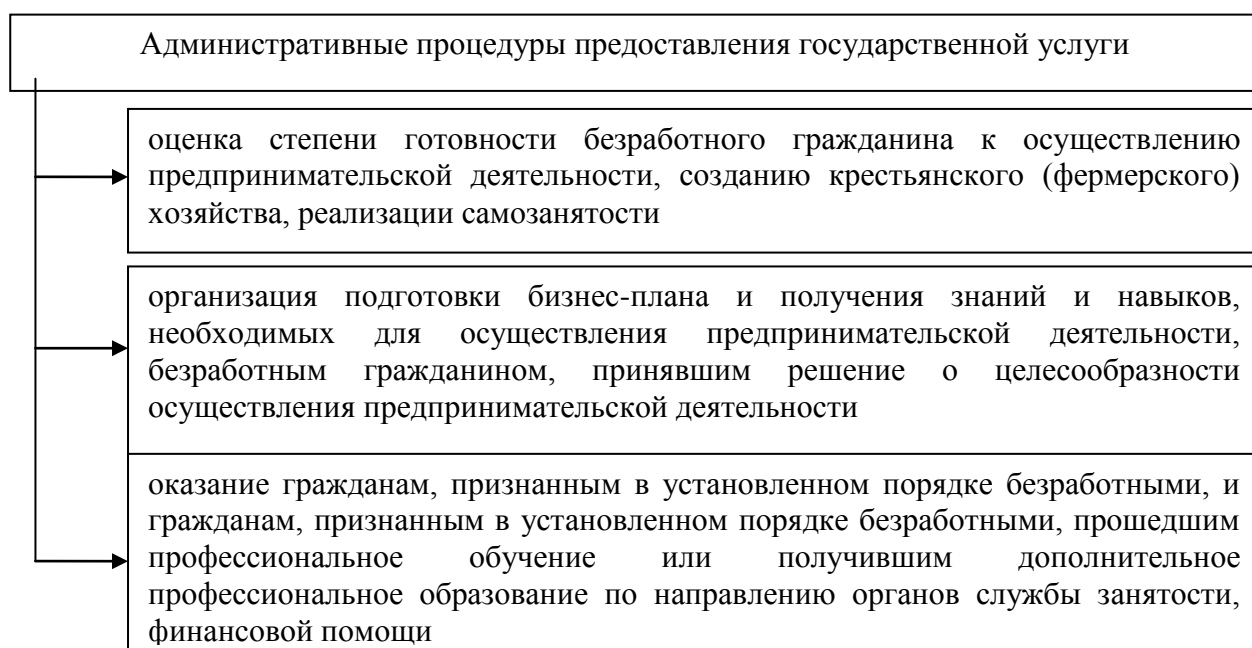 Административные процедуры предоставления государственной услуги
оценка степени готовности безработного гражданина к осуществлению
предпринимательской деятельности, созданию крестьянского (фермерского)
хозяйства, реализации самозанятости
организация подготовки бизнес-плана и получения знаний и навыков,
необходимых для осуществления предпринимательской деятельности,
безработным гражданином, принявшим решение о целесообразности
осуществления предпринимательской деятельности
оказание гражданам, признанным в установленном порядке безработными, и
гражданам, признанным в установленном порядке безработными, прошедшим
профессиональное обучение или получившим дополнительное
профессиональное образование по направлению органов службы занятости,
финансовой помощи